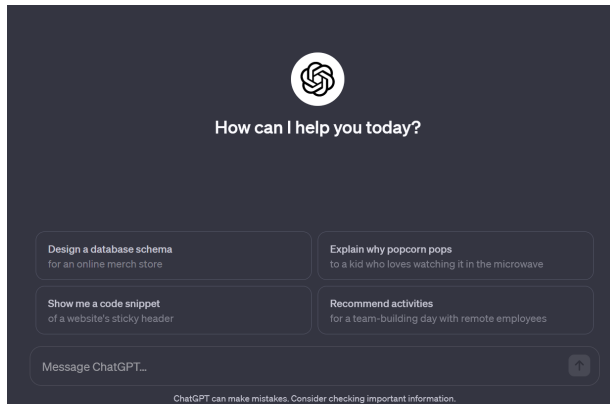 How can I help you today?
Design a database schema
for an online merch store
Explain why popcorn pops
to a kid who loves watching it in the microwave
Show me a code snippet
of a website's sticky header
Recommend activities
for a team-building day with remote employees
Message ChatGPT...
ChatGPT can make mistakes. Consider checking important information.